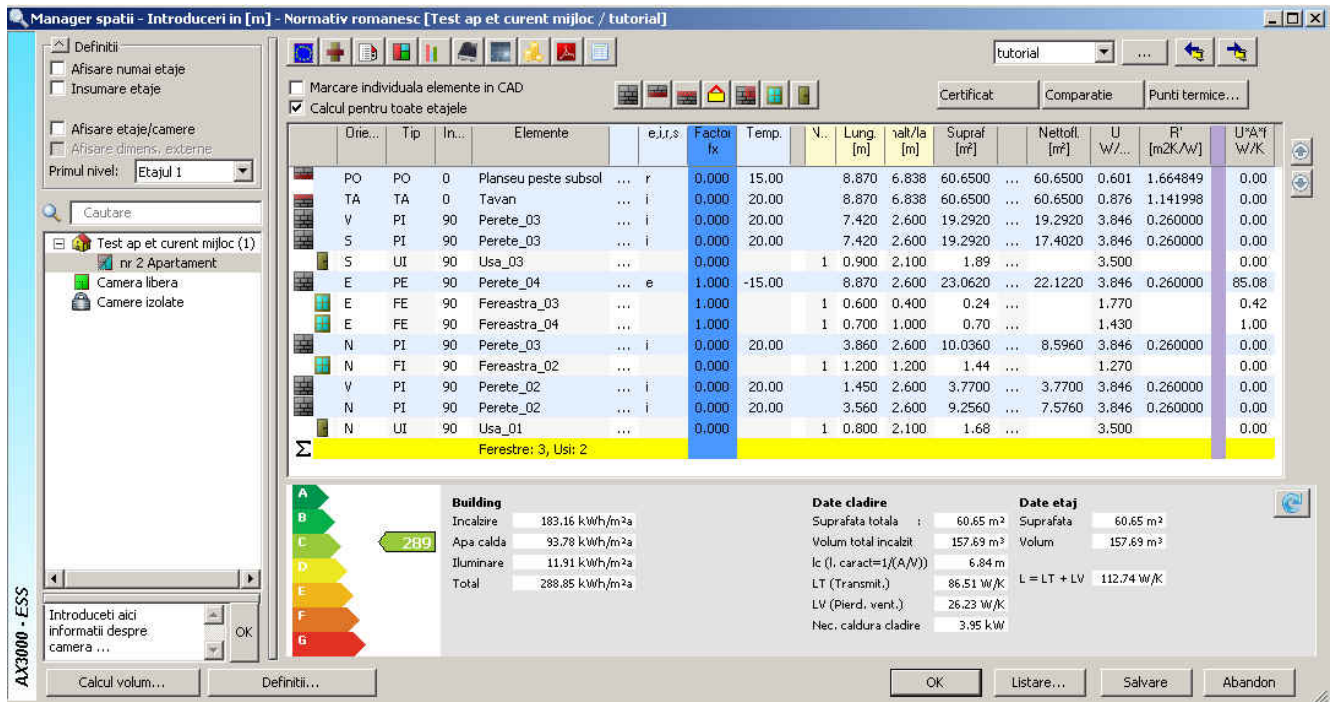 Manager spatii - Introduceri in [m] - Normativ romanesc [Test ap et curent mijloc / tutorial]
Definitii
Afisare numai etaje
Insumare etaje
Afisare etaje/camere
Afisare dimens. externe
Primul nivel: Etajul 1
Cautare
Test ap et curent mijloc (1)
nr 2 Apartament
Camera libera
Camere izolate
Introduceti aici
informatii despre
camera ...
OK
AX3000 - ESS
tutorial ...
Marcare individuala elemente in CAD
Calcul pentru toate etajele
Certificat Comparatie Punti termice...
Orie... Tip In... Elemente e,i,r,s Factor fx Temp. N.. Lung. [m] nalt/la [m] Supraf [m²] Nettofl. [m²] U W/... R' [m2K/W] U*A*f W/K
PO PO 0 Planseu peste subsol ... r 0.000 15.00 8.870 6.838 60.6500 ... 60.6500 0.601 1.664849 0.00
TA TA 0 Tavan ... i 0.000 20.00 8.870 6.838 60.6500 ... 60.6500 0.876 1.141998 0.00
V PI 90 Perete_03 ... i 0.000 20.00 7.420 2.600 19.2920 ... 19.2920 3.846 0.260000 0.00
S PI 90 Perete_03 ... i 0.000 20.00 7.420 2.600 19.2920 ... 17.4020 3.846 0.260000 0.00
S UI 90 Usa_03 ... 0.000 1 0.900 2.100 1.89 ... 3.500 0.00
E PE 90 Perete_04 ... e 1.000 -15.00 8.870 2.600 23.0620 ... 22.1220 3.846 0.260000 85.08
E FE 90 Fereastra_03 ... 1.000 1 0.600 0.400 0.24 ... 1.770 0.42
E FE 90 Fereastra_04 ... 1.000 1 0.700 1.000 0.70 ... 1.430 1.00
N PI 90 Perete_03 ... i 0.000 20.00 3.860 2.600 10.0360 ... 8.5960 3.846 0.260000 0.00
N FI 90 Fereastra_02 ... 0.000 1 1.200 1.200 1.44 ... 1.270 0.00
V PI 90 Perete_02 ... i 0.000 20.00 1.450 2.600 3.7700 ... 3.7700 3.846 0.260000 0.00
N PI 90 Perete_02 ... i 0.000 20.00 3.560 2.600 9.2560 ... 7.5760 3.846 0.260000 0.00
N UI 90 Usa_01 ... 0.000 1 0.800 2.100 1.68 ... 3.500 0.00
Σ Ferestre: 3, Usi: 2
A
B
C
D
E
F
G
289
Building
Incalzire 183.16 kWh/m²a
Apa calda 93.78 kWh/m²a
Iluminare 11.91 kWh/m²a
Total 288.85 kWh/m²a
Date cladire
Suprafata totala : 60.65 m²
Volum total incalzit 157.69 m³
lc (l. caract=1/(A/V)) 6.84 m
LT (Transmit.) 86.51 W/K
LV (Pierd. vent.) 26.23 W/K
Nec. caldura cladire 3.95 kW
Date etaj
Suprafata 60.65 m²
Volum 157.69 m³
L = LT + LV 112.74 W/K
Calcul volum... Definitii... OK Listare... Salvare Abandon